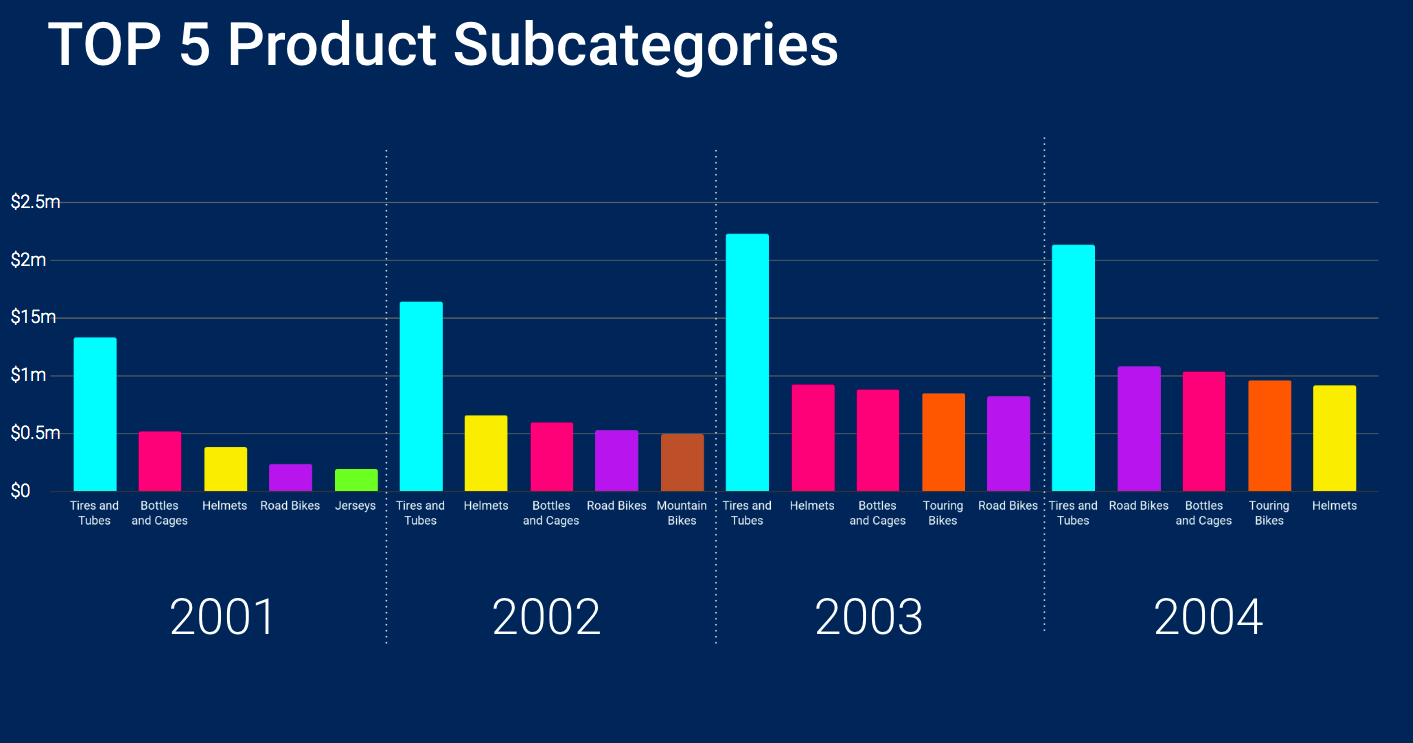 TOP 5 Product Subcategories
$2.5m
$2m
$15m
$1m
$0.5m
$0
Tires and
Tubes
Bottles
and Cages
Helmets
Road Bikes
Jerseys
Tires and
Tubes
Helmets
Bottles
and Cages
Road Bikes
Mountain
Bikes
Tires and
Tubes
Helmets
Bottles
and Cages
Touring
Bikes
Road Bikes
Tires and
Tubes
Road Bikes
Bottles
and Cages
Touring
Bikes
Helmets
2001
2002
2003
2004